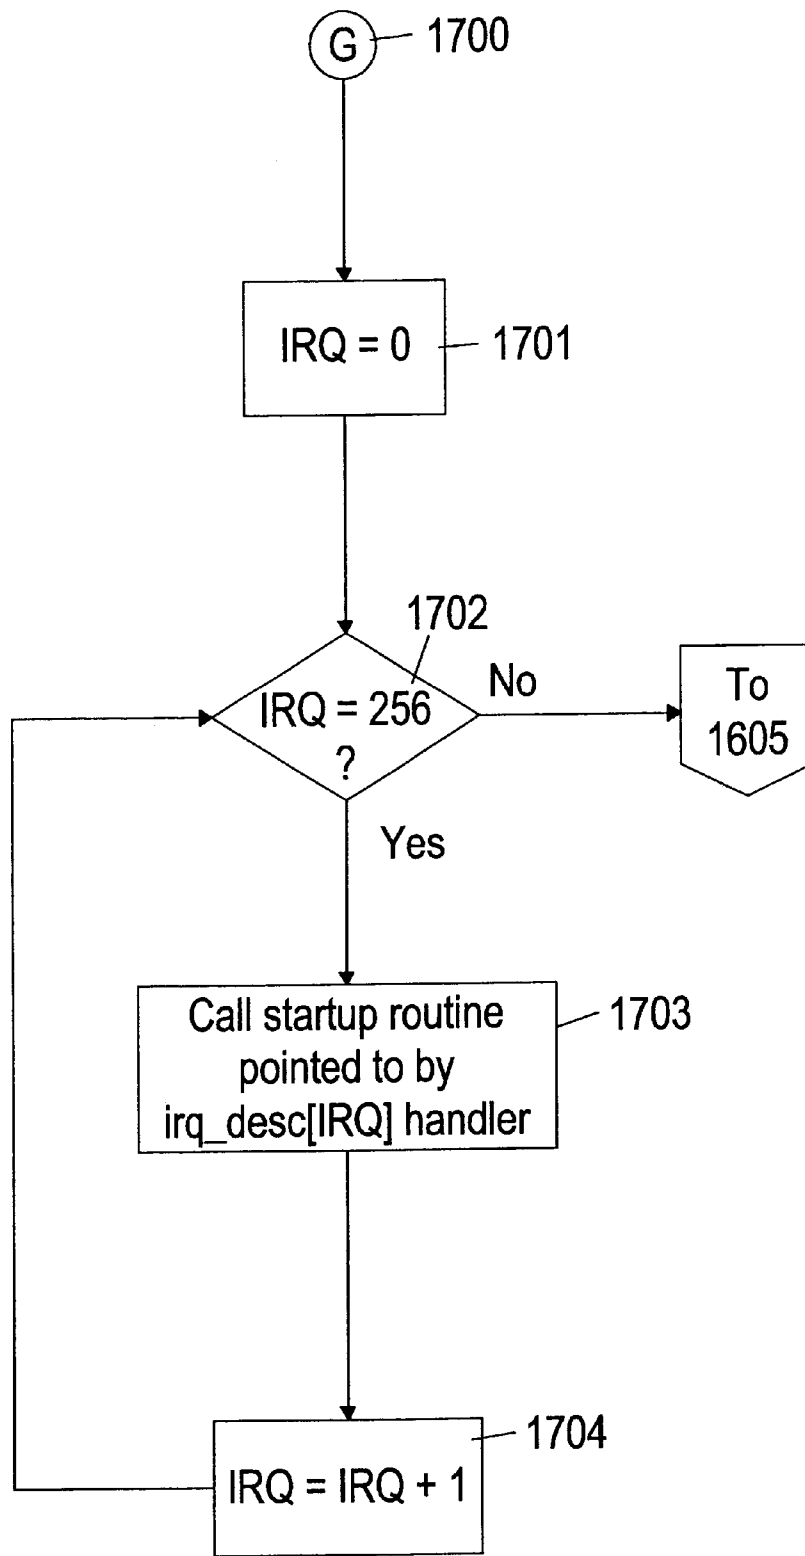 G
1700
IRQ = 0
1701
1702
IRQ = 256
?
No
To
1605
Yes
Call startup routine
pointed to by
irq_desc[IRQ] handler
1703
1704
IRQ = IRQ + 1